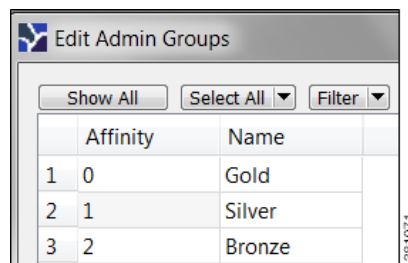 Edit Admin Groups
Show All Select All Filter
Affinity Name
1 0 Gold
2 1 Silver
3 2 Bronze